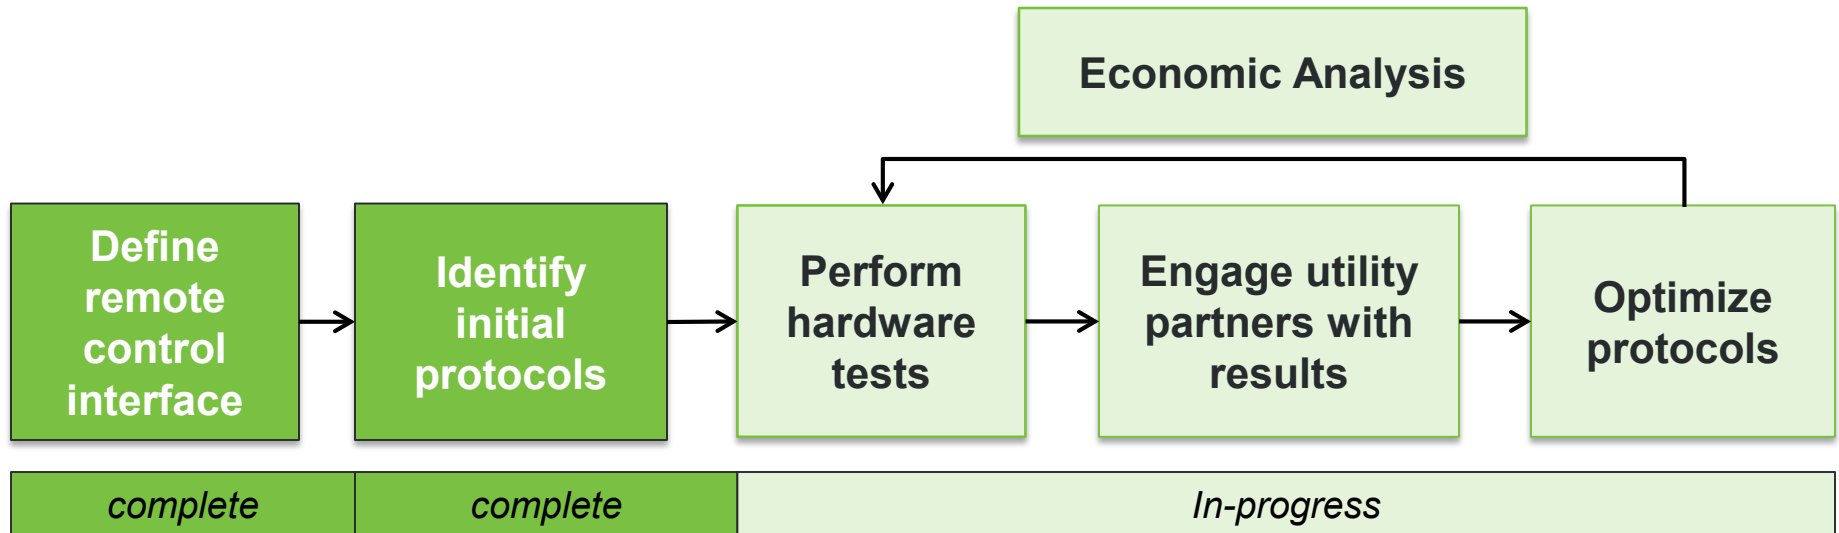 Economic Analysis
Define
remote
control
interface
Identify
initial
protocols
Perform
hardware
tests
Engage utility
partners with
results
Optimize
protocols
complete
complete
In-progress